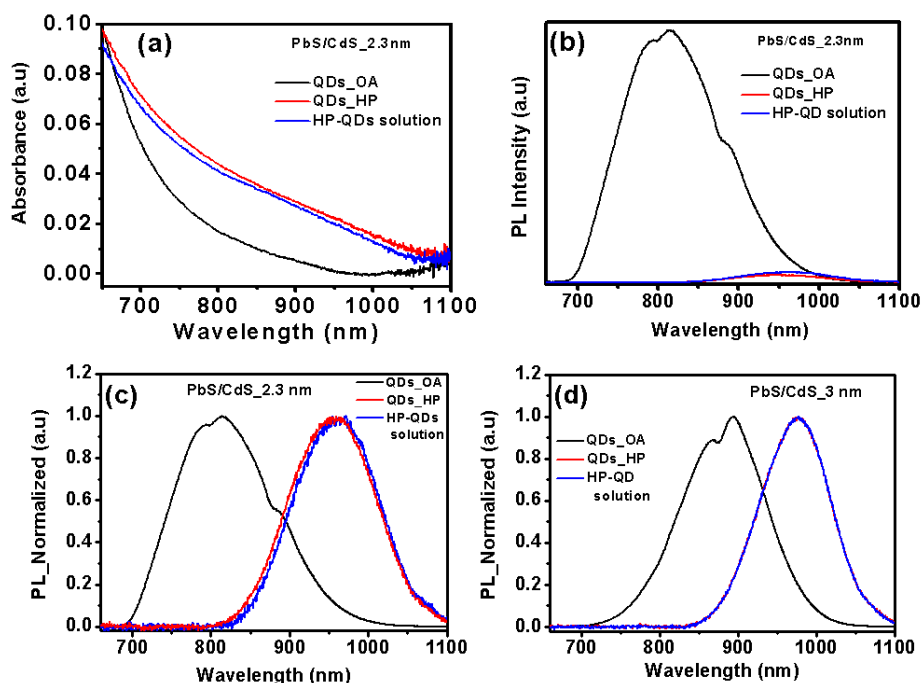 (a)
PbS/CdS_2.3nm
QDs_OA
QDs_HP
HP-QDs solution
Absorbance (a.u)
0.10
0.08
0.06
0.04
0.02
0.00
700 800 900 1000 1100
Wavelength (nm)
(b)
PbS/CdS_2.3nm
QDs_OA
QDs_HP
HP-QD solution
PL Intensity (a.u)
700 800 900 1000 1100
Wavelength (nm)
(c)
PbS/CdS_2.3 nm
QDs_OA
QDs_HP
HP-QDs
solution
PL_Normalized (a.u)
1.2
1.0
0.8
0.6
0.4
0.2
0.0
700 800 900 1000 1100
Wavelength (nm)
(d)
PbS/CdS_3 nm
QDs_OA
QDs_HP
HP-QD
solution
PL_Normalized (a.u)
1.2
1.0
0.8
0.6
0.4
0.2
0.0
700 800 900 1000 1100
Wavelength (nm)